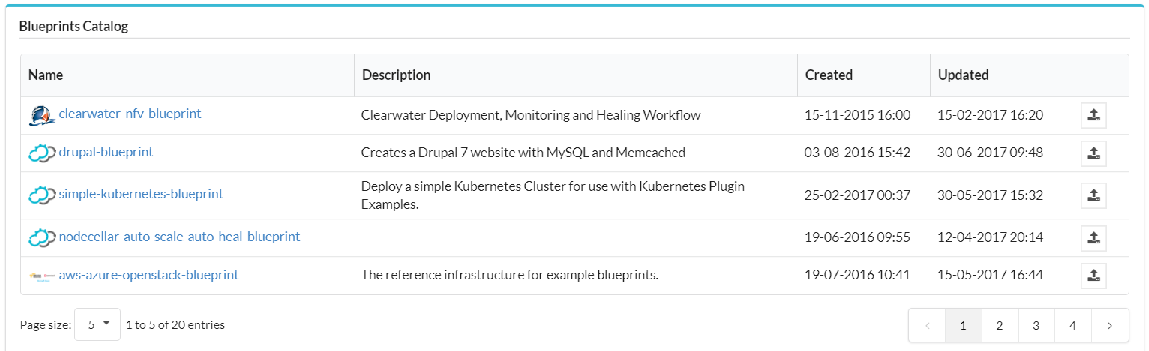 Blueprints Catalog
Name Description Created Updated
clearwater-nfv-blueprint Clearwater Deployment, Monitoring and Healing Workflow 15-11-2015 16:00 15-02-2017 16:20
drupal-blueprint Creates a Drupal 7 website with MySQL and Memcached 03-08-2016 15:42 30-06-2017 09:48
simple-kubernetes-blueprint Deploy a simple Kubernetes Cluster for use with Kubernetes Plugin
Examples. 25-02-2017 00:37 30-05-2017 15:32
nodecellar-auto-scale-auto-heal-blueprint 19-06-2016 09:55 12-04-2017 20:14
aws-azure-openstack-blueprint The reference infrastructure for example blueprints. 19-07-2016 10:41 15-05-2017 16:44
Page size: 5 1 to 5 of 20 entries < 1 2 3 4 >